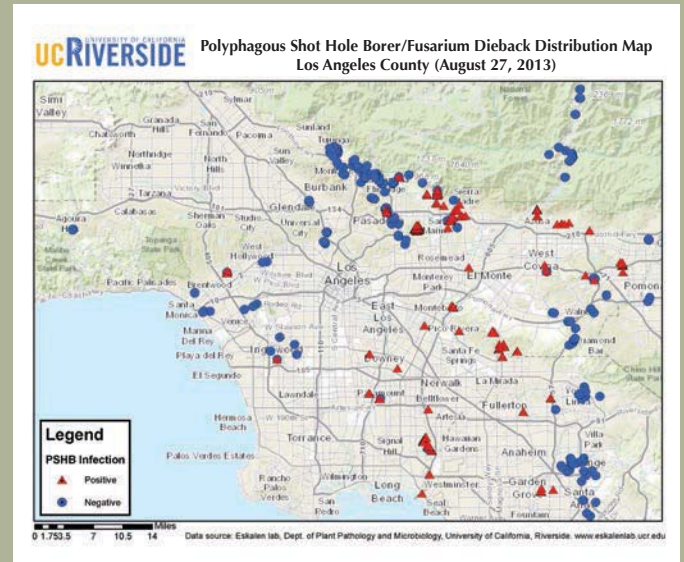 UNIVERSITY OF CALIFORNIA
UCRIVERSIDE
Polyphagous Shot Hole Borer/Fusarium Dieback Distribution Map
Los Angeles County (August 27, 2013)
Simi
Valley
Sylmar
Granada
Hills
San
Fernando
Pacoima
Sunland
Tujunga
Chatsworth
Northridge
Winnetka
North
Hills
Sun
Valley
Burbank
Tarzana
Victory Blvd
Calabasas
Sherman
Oaks
Studio
City
Universal
City
Glendale
Agoura
Topanga
State Park
West
Hollywood
Pacific Palisades
Brentwood
Los
Angeles
Rosemead
Monterey
Park
El Monte
West
Covina
Pomon
Santa
Monica
Venice
Marina
Del Rey
Playa del Rey
El Segundo
East
Los
Angeles
Montebello
Pico Rivera
Santa Fe
Springs
Downey
Walnut
Diamond
Bar
Norwalk
La Mirada
Lawndale
Paramount
Bellflower
Artesia
Fullerton
Hermosa
Beach
Torrance
Signal
Hill
Hawaiian
Gardens
Anaheim
Villa
Park
Palos Verdes Estates
Rancho
Palos
Verdes
Wilmington
San
Pedro
Long
Beach
Westminster
Seal
Beach
Garden
Grove
Santa
Fountain
Legend
PSHB Infection
Positive
Negative
Miles
0 1.753.5 7 10.5 14
Data source: Eskalen lab, Dept. of Plant Pathology and Microbiology, University of California, Riverside. www.eskalenlab.ucr.edu